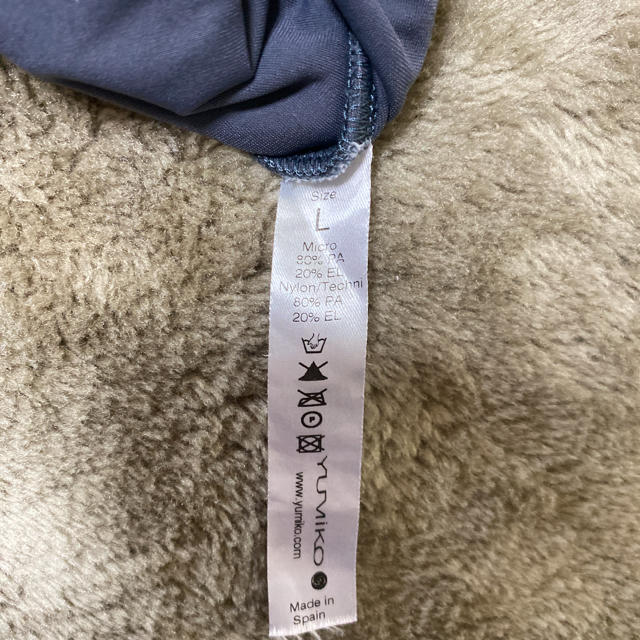 Size
L
Micro
80% PA
20% EL
Nylon/Techni
80% PA
20% EL
YUMIKO
www.yumiko.com
Made in
Spain